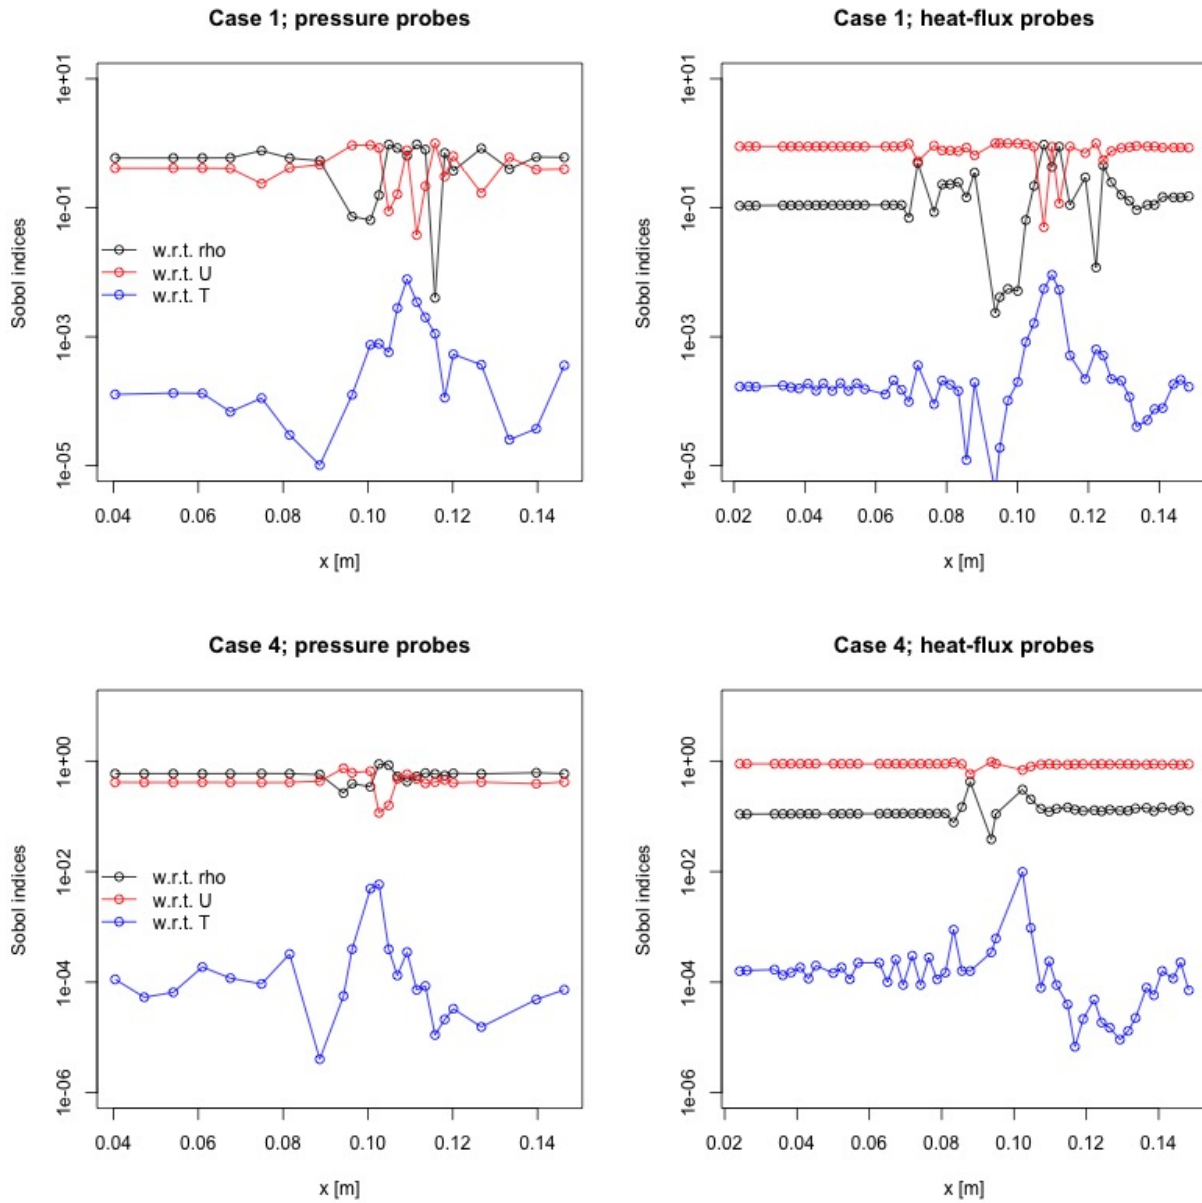 Case 1; pressure probes
Sobol indices
1e+01
1e-01
1e-03
1e-05
w.r.t. rho
w.r.t. U
w.r.t. T
0.04 0.06 0.08 0.10 0.12 0.14
x [m]
Case 1; heat-flux probes
Sobol indices
1e+01
1e-01
1e-03
1e-05
0.02 0.04 0.06 0.08 0.10 0.12 0.14
x [m]
Case 4; pressure probes
Sobol indices
1e+00
1e-02
1e-04
1e-06
w.r.t. rho
w.r.t. U
w.r.t. T
0.04 0.06 0.08 0.10 0.12 0.14
x [m]
Case 4; heat-flux probes
Sobol indices
1e+00
1e-02
1e-04
1e-06
0.02 0.04 0.06 0.08 0.10 0.12 0.14
x [m]